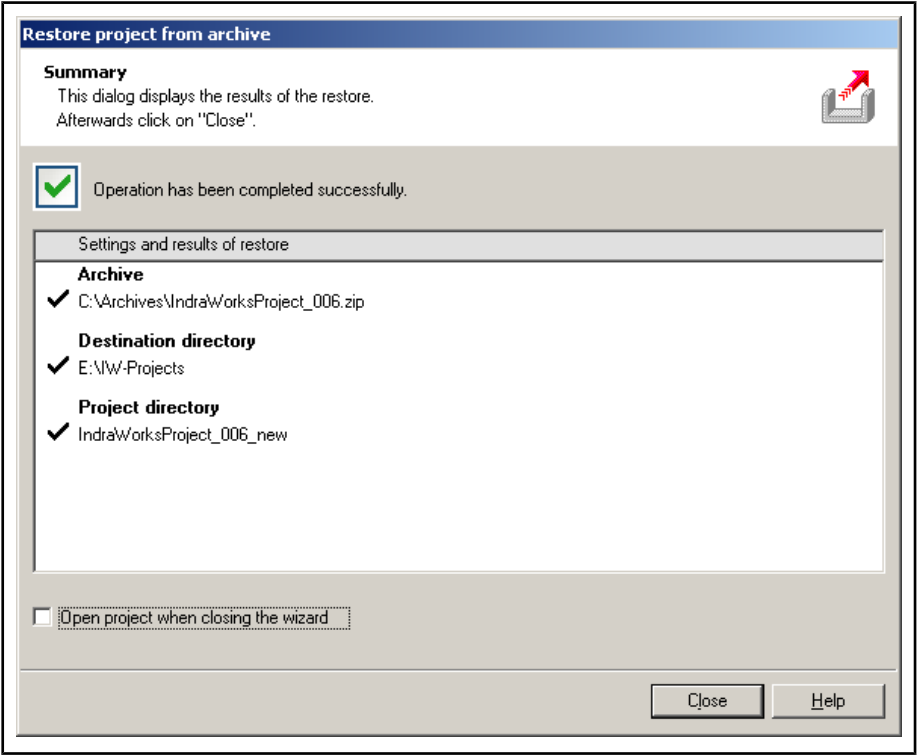 Restore project from archive
Summary
This dialog displays the results of the restore.
Afterwards click on "Close".
Operation has been completed successfully.
Settings and results of restore
Archive
C:\Archives\IndraWorksProject_006.zip
Destination directory
E:\IW-Projects
Project directory
IndraWorksProject_006_new
Open project when closing the wizard
Close Help